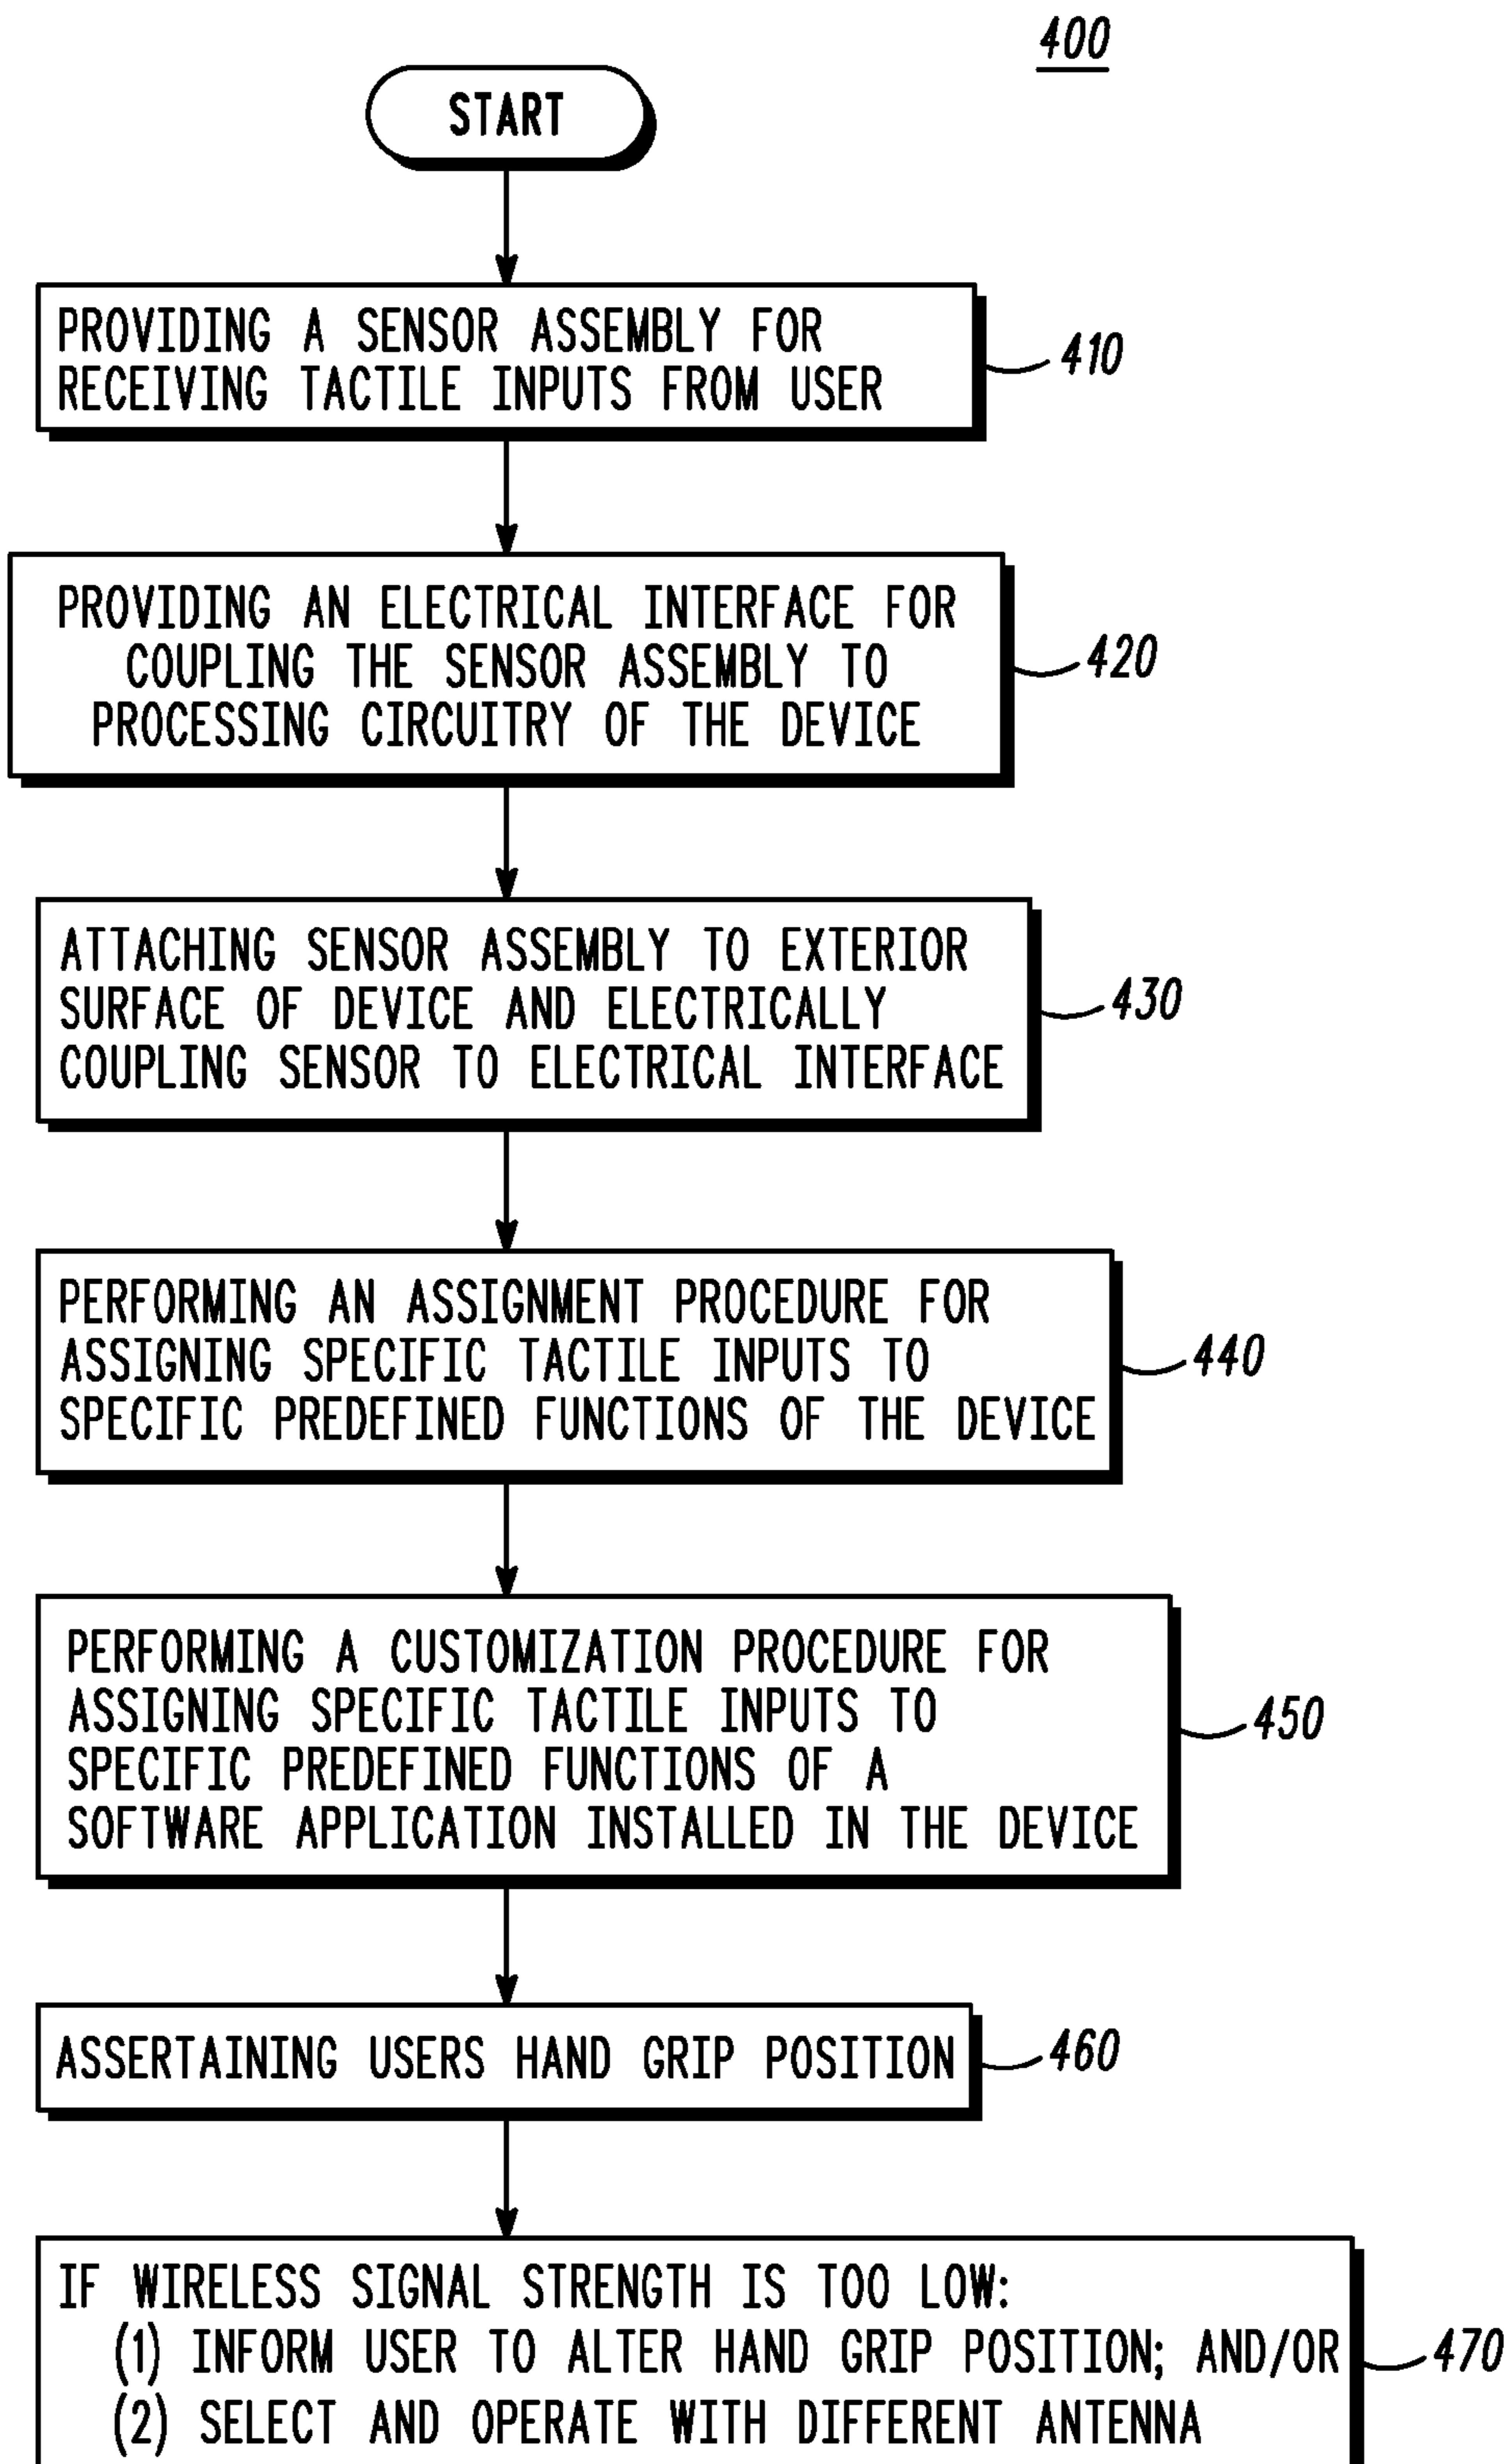 400
START
PROVIDING A SENSOR ASSEMBLY FOR
RECEIVING TACTILE INPUTS FROM USER
410
PROVIDING AN ELECTRICAL INTERFACE FOR
COUPLING THE SENSOR ASSEMBLY TO
PROCESSING CIRCUITRY OF THE DEVICE
420
ATTACHING SENSOR ASSEMBLY TO EXTERIOR
SURFACE OF DEVICE AND ELECTRICALLY
COUPLING SENSOR TO ELECTRICAL INTERFACE
430
PERFORMING AN ASSIGNMENT PROCEDURE FOR
ASSIGNING SPECIFIC TACTILE INPUTS TO
SPECIFIC PREDEFINED FUNCTIONS OF THE DEVICE
440
PERFORMING A CUSTOMIZATION PROCEDURE FOR
ASSIGNING SPECIFIC TACTILE INPUTS TO
SPECIFIC PREDEFINED FUNCTIONS OF A
SOFTWARE APPLICATION INSTALLED IN THE DEVICE
450
ASSERTAINING USERS HAND GRIP POSITION
460
IF WIRELESS SIGNAL STRENGTH IS TOO LOW:
(1) INFORM USER TO ALTER HAND GRIP POSITION; AND/OR
(2) SELECT AND OPERATE WITH DIFFERENT ANTENNA
470